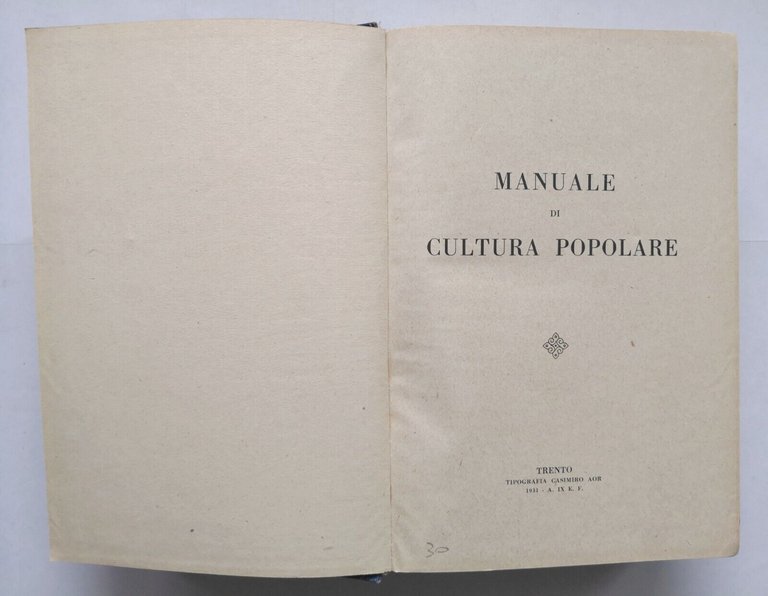 MANUALE
DI
CULTURA POPOLARE
TRENTO
TIPOGRAFIA CASIMIRO AOR
1931 - A. IX E. F.
30